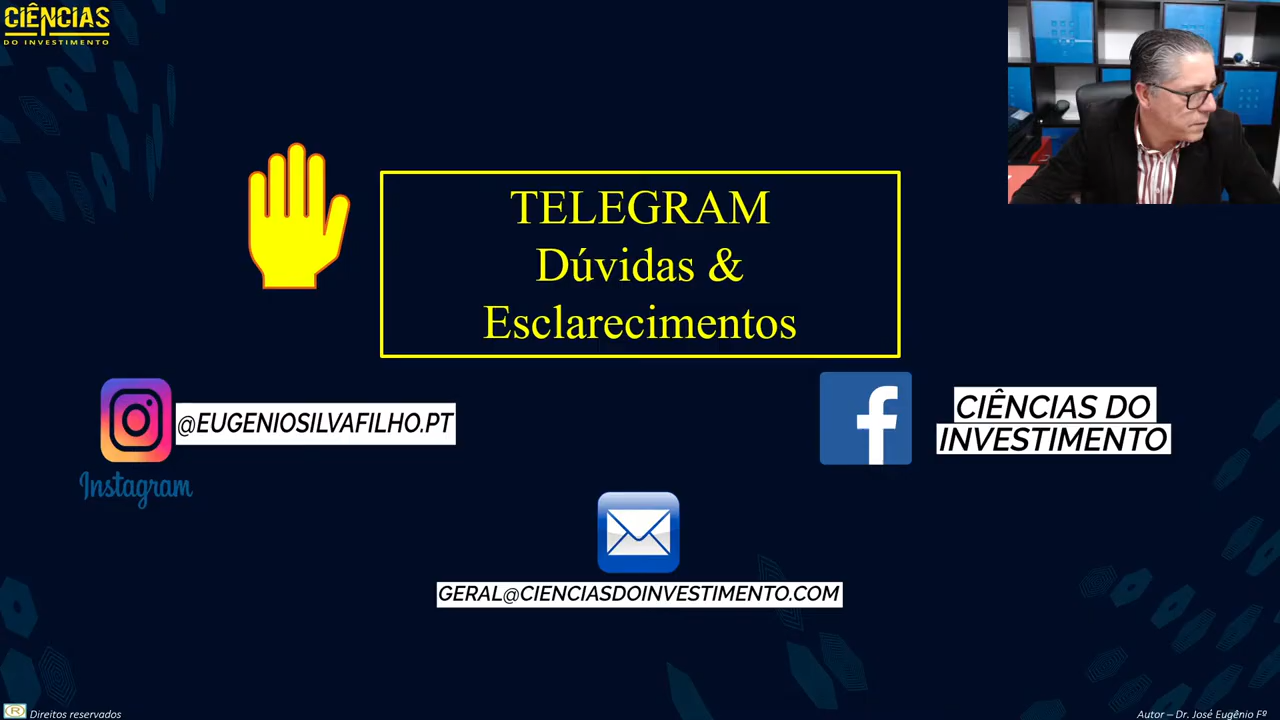 CIÊNCIAS
DO INVESTIMENTO
TELEGRAM
Dúvidas &
Esclarecimentos
@EUGENIOSILVAFILHO.PT
Instagram
CIÊNCIAS DO
INVESTIMENTO
GERAL@CIENCIASDOINVESTIMENTO.COM
R Direitos reservados
Autor – Dr. José Eugênio Fº